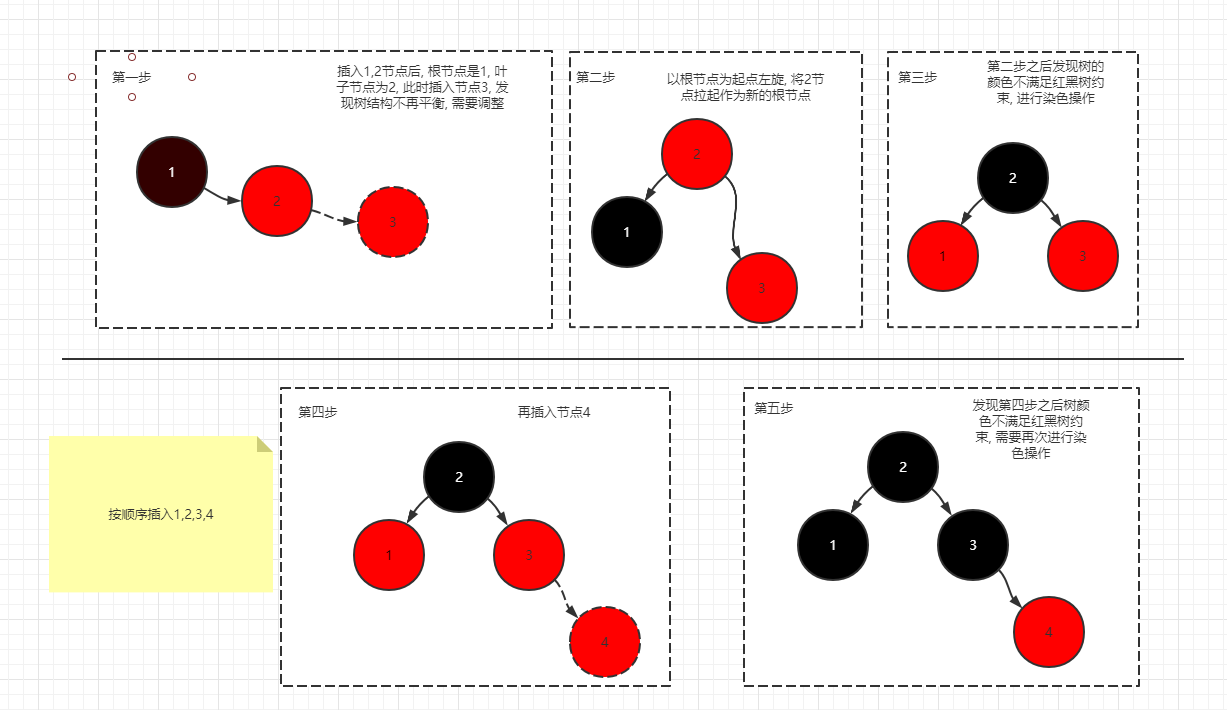 第一步
插入1,2节点后, 根节点是1, 叶
子节点为2, 此时插入节点3, 发
现树结构不再平衡, 需要调整
1
2
3
第二步
以根节点为起点左旋, 将2节
点拉起作为新的根节点
2
1
3
第三步
第二步之后发现树的
颜色不满足红黑树约
束, 进行染色操作
2
1
3
按顺序插入1,2,3,4
第四步
再插入节点4
2
1
3
4
第五步
发现第四步之后树颜
色不满足红黑树约
束, 需要再次进行染
色操作
2
1
3
4